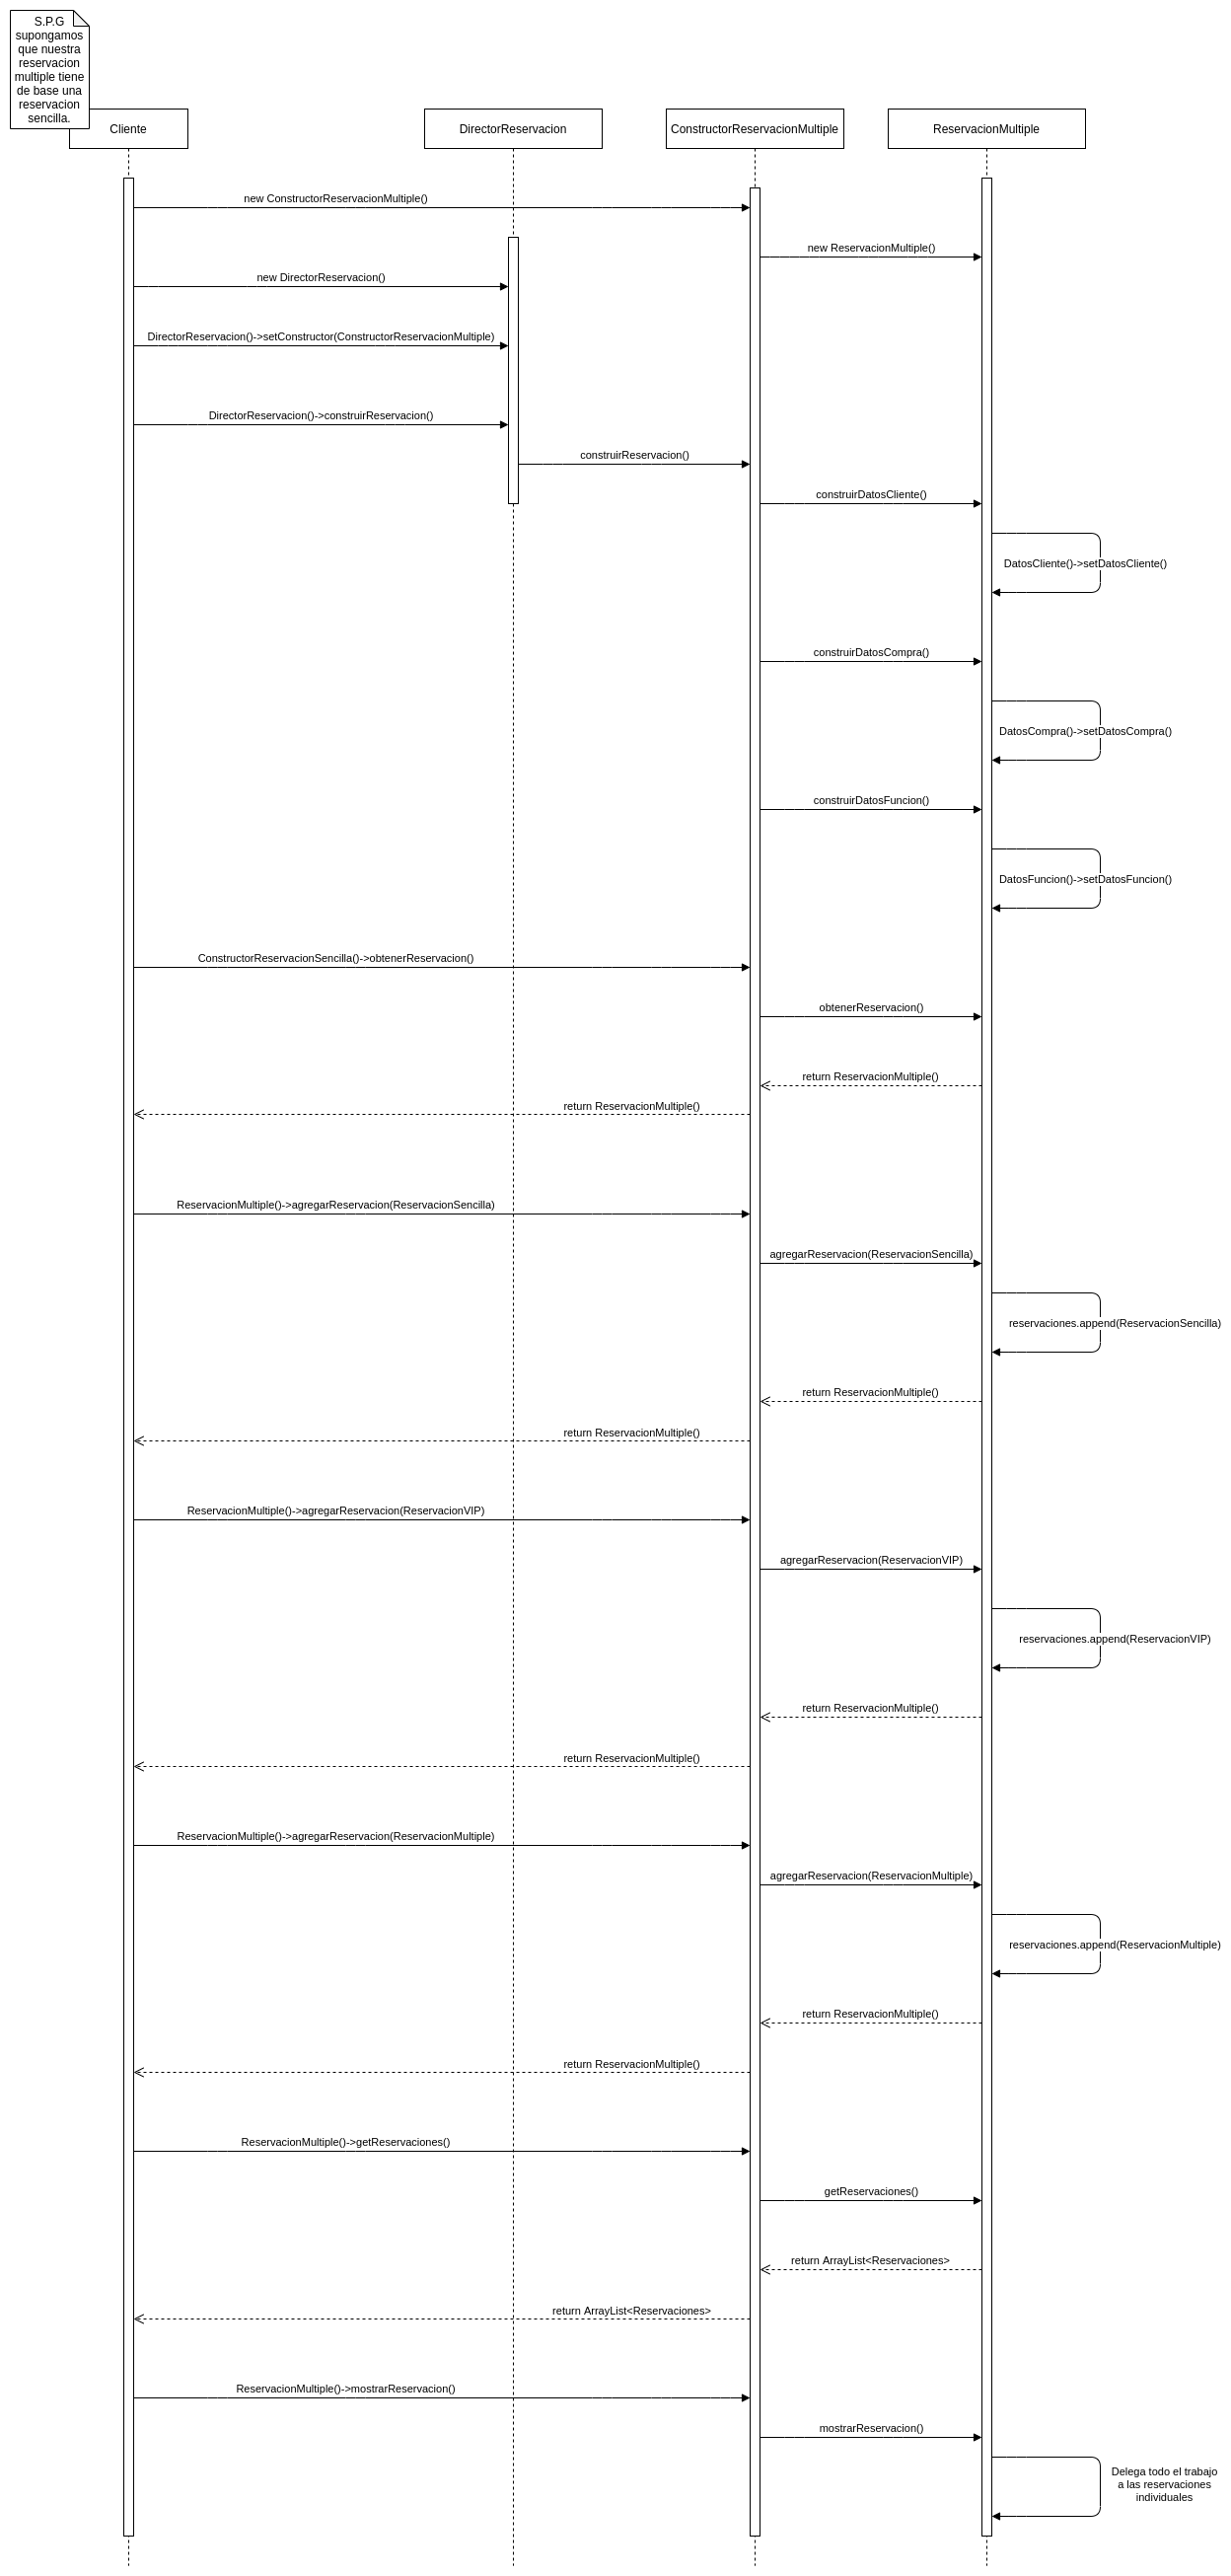 S.P.G
supongamos
que nuestra
reservacion
multiple tiene
de base una
reservacion
sencilla.
Cliente
DirectorReservacion
ConstructorReservacionMultiple
ReservacionMultiple
new ConstructorReservacionMultiple()
new ReservacionMultiple()
new DirectorReservacion()
DirectorReservacion()->setConstructor(ConstructorReservacionMultiple)
DirectorReservacion()->construirReservacion()
construirReservacion()
construirDatosCliente()
DatosCliente()->setDatosCliente()
construirDatosCompra()
DatosCompra()->setDatosCompra()
construirDatosFuncion()
DatosFuncion()->setDatosFuncion()
ConstructorReservacionSencilla()->obtenerReservacion()
obtenerReservacion()
return ReservacionMultiple()
return ReservacionMultiple()
ReservacionMultiple()->agregarReservacion(ReservacionSencilla)
agregarReservacion(ReservacionSencilla)
reservaciones.append(ReservacionSencilla)
return ReservacionMultiple()
return ReservacionMultiple()
ReservacionMultiple()->agregarReservacion(ReservacionVIP)
agregarReservacion(ReservacionVIP)
reservaciones.append(ReservacionVIP)
return ReservacionMultiple()
return ReservacionMultiple()
ReservacionMultiple()->agregarReservacion(ReservacionMultiple)
agregarReservacion(ReservacionMultiple)
reservaciones.append(ReservacionMultiple)
return ReservacionMultiple()
return ReservacionMultiple()
ReservacionMultiple()->getReservaciones()
getReservaciones()
return ArrayList<Reservaciones>
return ArrayList<Reservaciones>
ReservacionMultiple()->mostrarReservacion()
mostrarReservacion()
Delega todo el trabajo
a las reservaciones
individuales